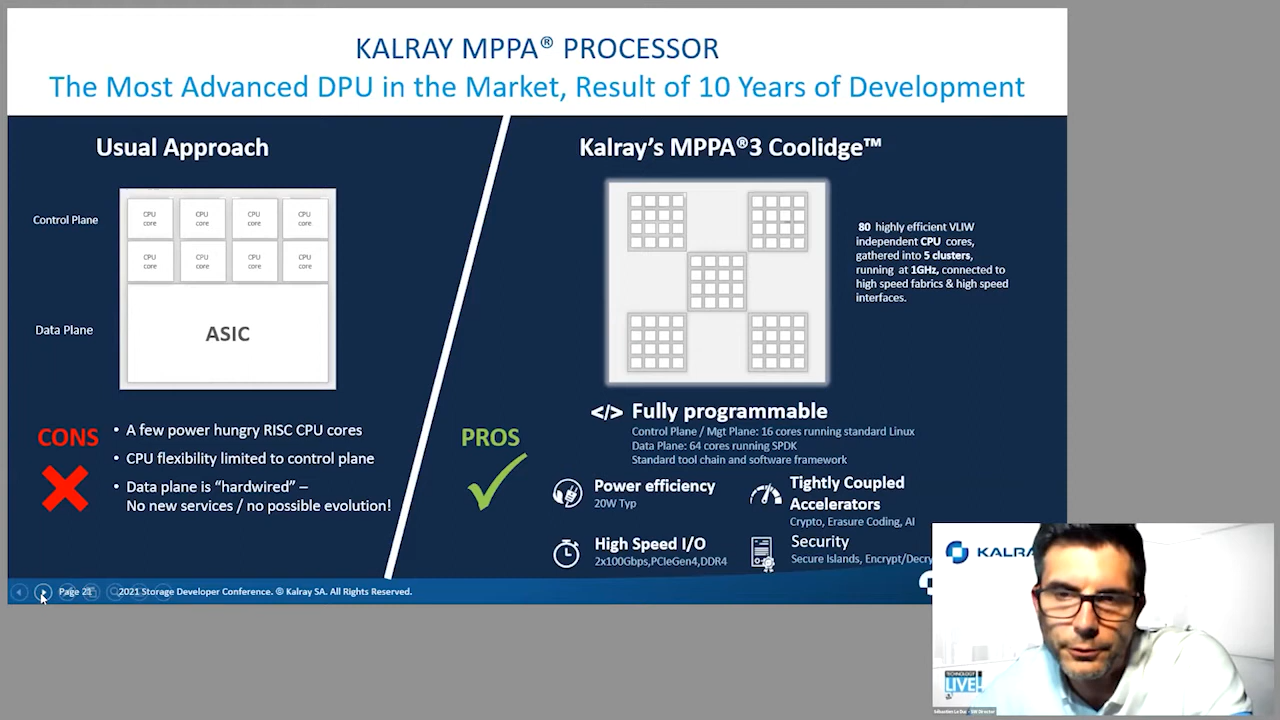 KALRAY MPPA® PROCESSOR
The Most Advanced DPU in the Market, Result of 10 Years of Development
Usual Approach
Control Plane
CPU core
CPU core
CPU core
CPU core
CPU core
CPU core
CPU core
CPU core
Data Plane
ASIC
CONS
• A few power hungry RISC CPU cores
• CPU flexibility limited to control plane
• Data plane is “hardwired” –
No new services / no possible evolution!
Kalray’s MPPA®3 Coolidge™
80 highly efficient VLIW
independent CPU cores,
gathered into 5 clusters,
running at 1GHz, connected to
high speed fabrics & high speed
interfaces.
PROS
</> Fully programmable
Control Plane / Mgt Plane: 16 cores running standard Linux
Data Plane: 64 cores running SPDK
Standard tool chain and software framework
Power efficiency
20W Typ
Tightly Coupled
Accelerators
Crypto, Erasure Coding, AI
High Speed I/O
2x100Gbps,PCIeGen4,DDR4
Security
Secure Islands, Encrypt/Decry
Page 21
2021 Storage Developer Conference. © Kalray SA. All Rights Reserved.
KALRA
TECHNOLOGY
LIVE!